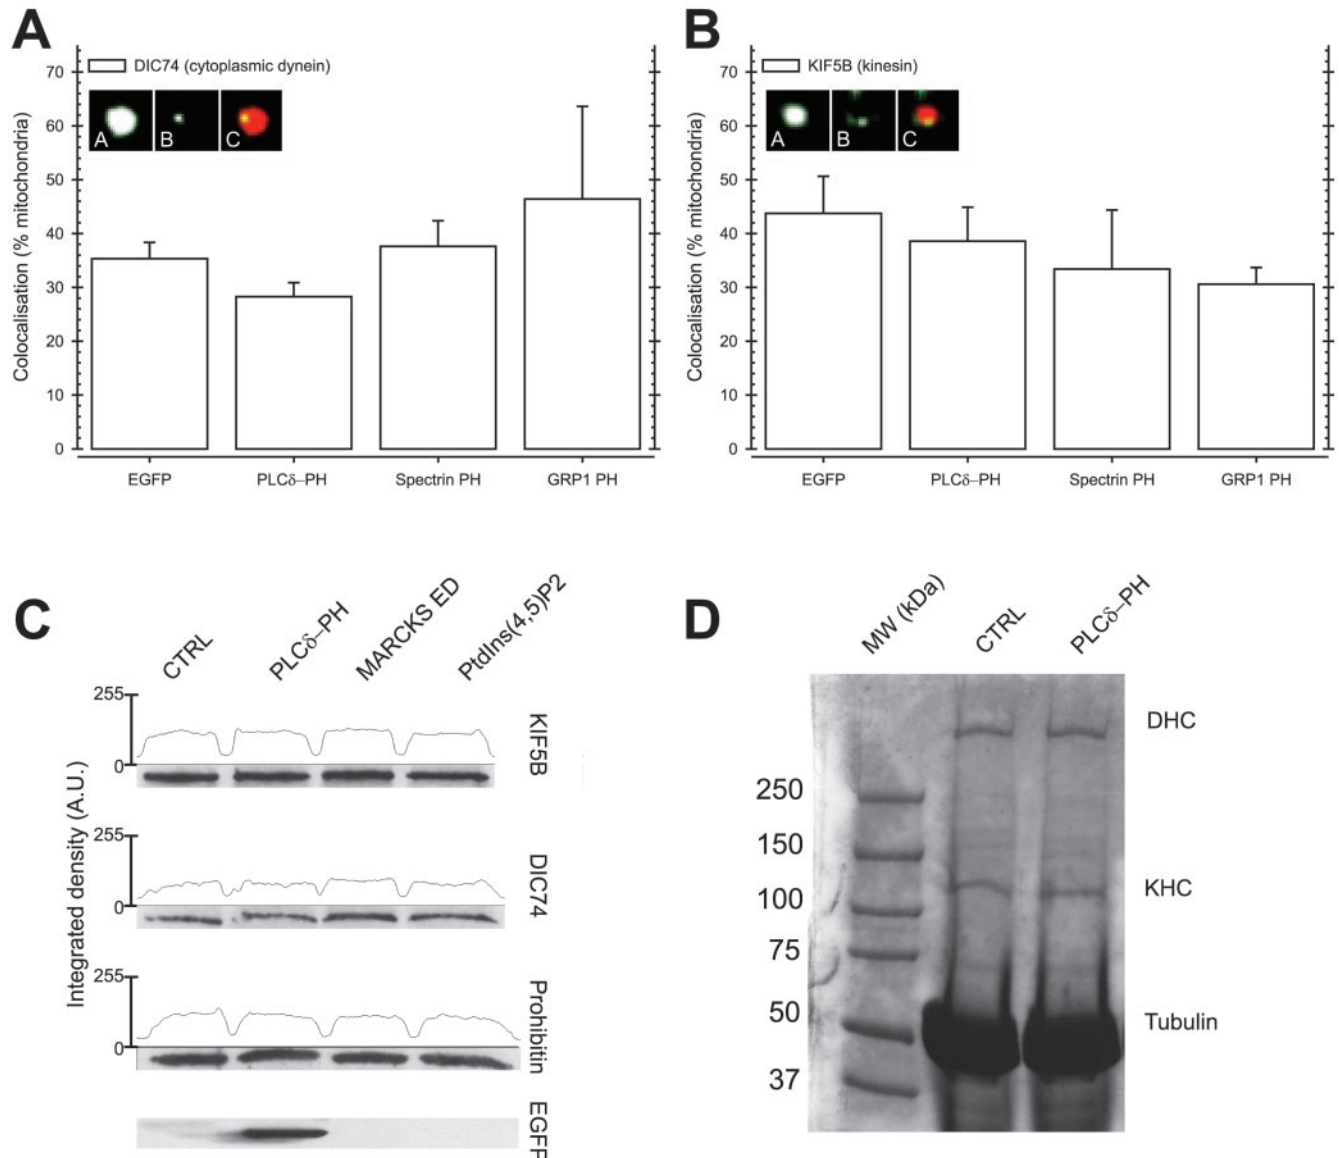 A
DIC74 (cytoplasmic dynein)
A B C
Colocalisation (% mitochondria)
70
60
50
40
30
20
10
0
EGFP PLCδ–PH Spectrin PH GRP1 PH
B
KIF5B (kinesin)
A B C
Colocalisation (% mitochondria)
70
60
50
40
30
20
10
0
EGFP PLCδ–PH Spectrin PH GRP1 PH
C
CTRL PLCδ–PH MARCKS ED PtdIns(4,5)P2
Integrated density (A.U.)
255
0
KIF5B
255
0
DIC74
255
0
Prohibitin
EGFP
D
MW (kDa) CTRL PLCδ–PH
DHC
250
150
KHC
100
75
50
Tubulin
37